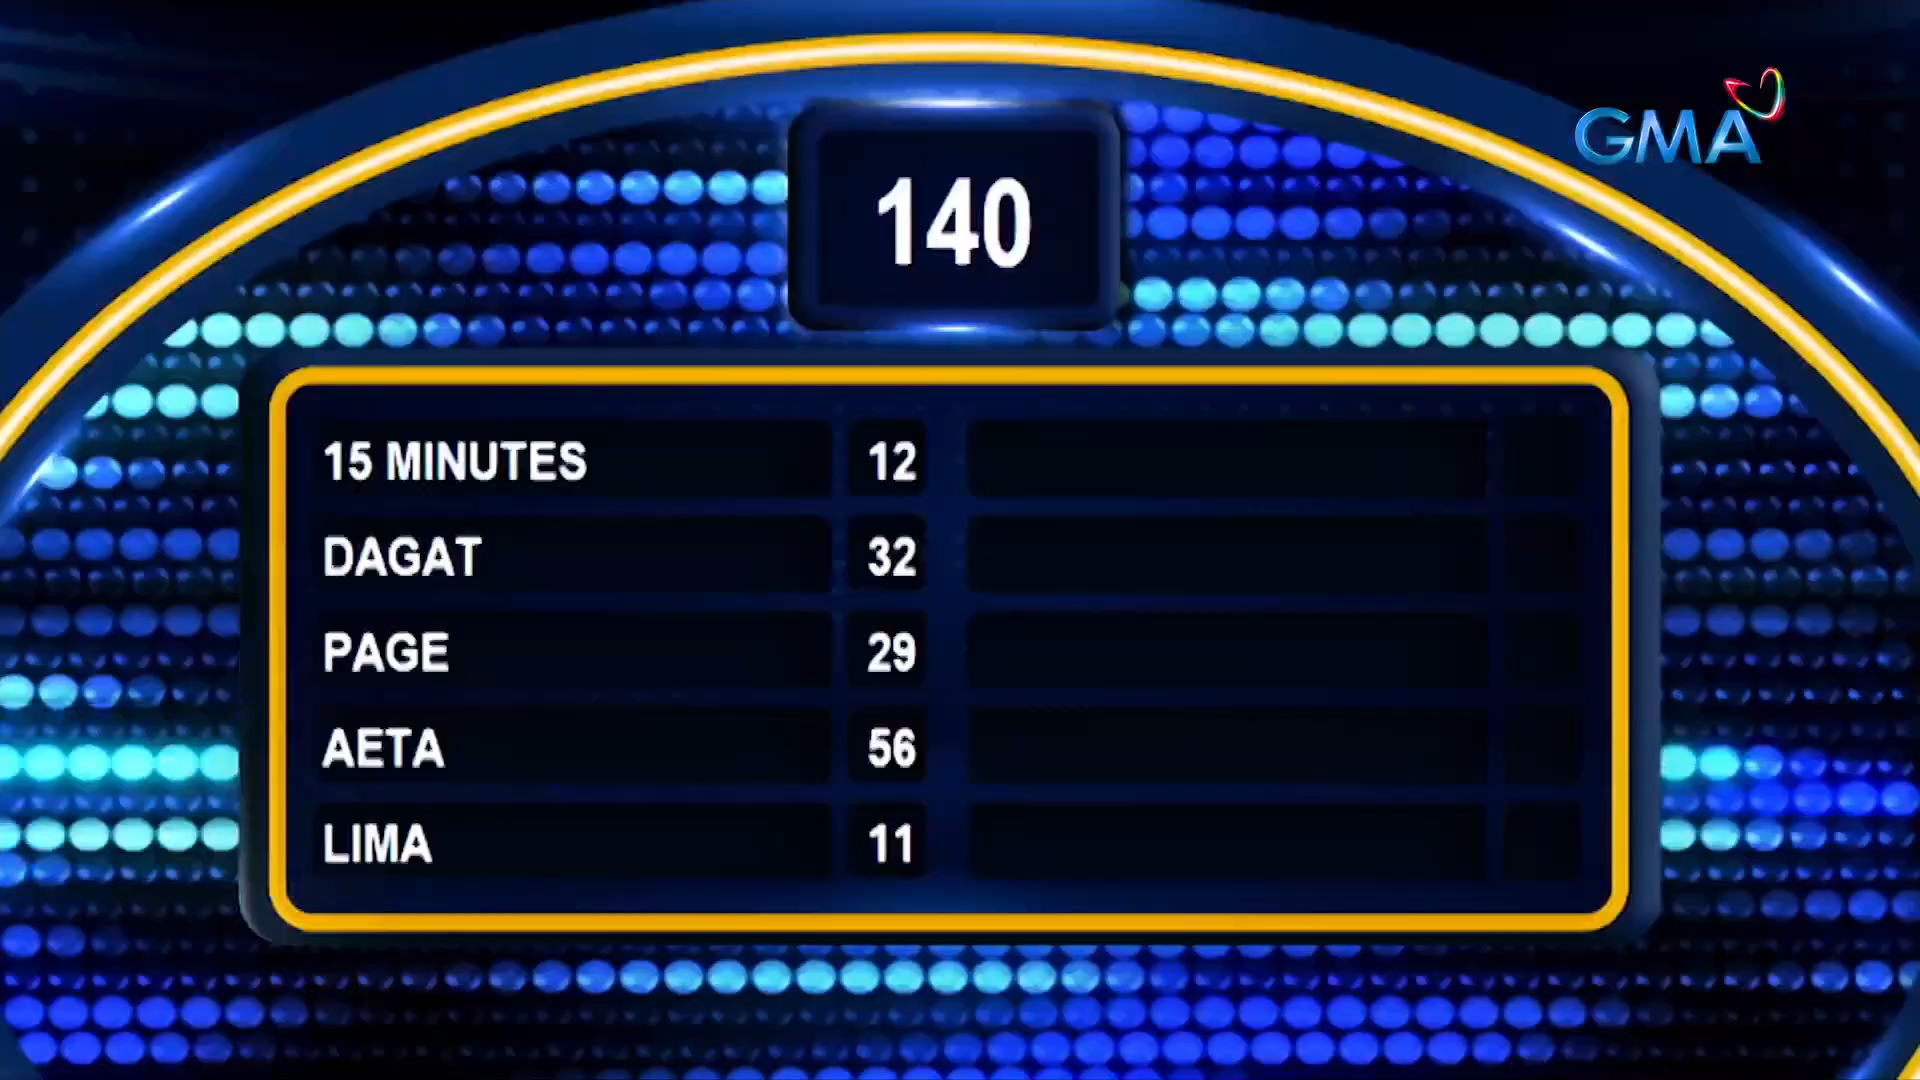 GMA
140
15 MINUTES 12
DAGAT 32
PAGE 29
AETA 56
LIMA 11